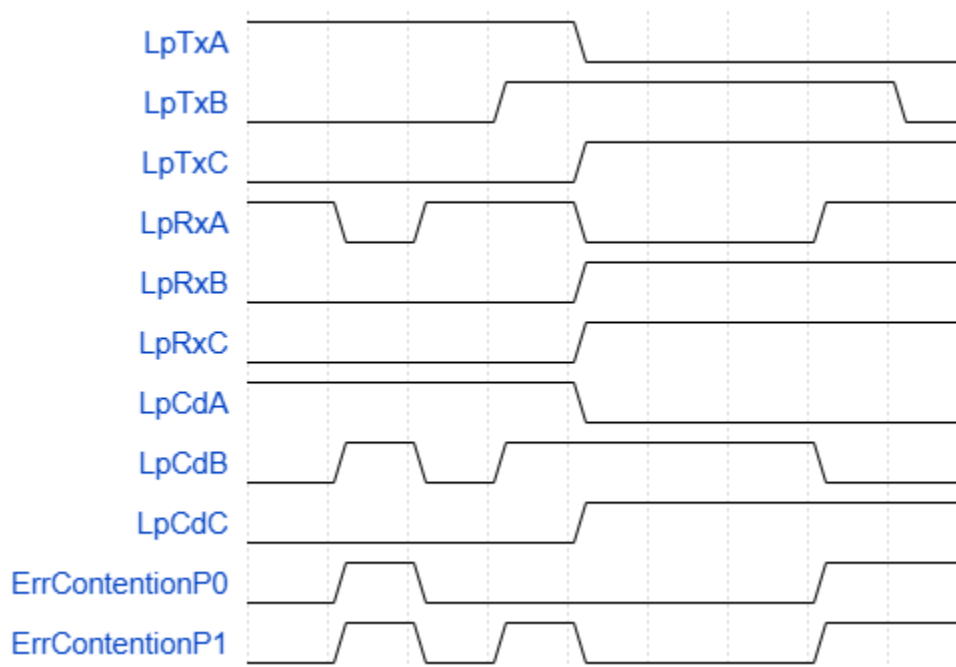 LpTxA
LpTxB
LpTxC
LpRxA
LpRxB
LpRxC
LpCdA
LpCdB
LpCdC
ErrContentionP0
ErrContentionP1